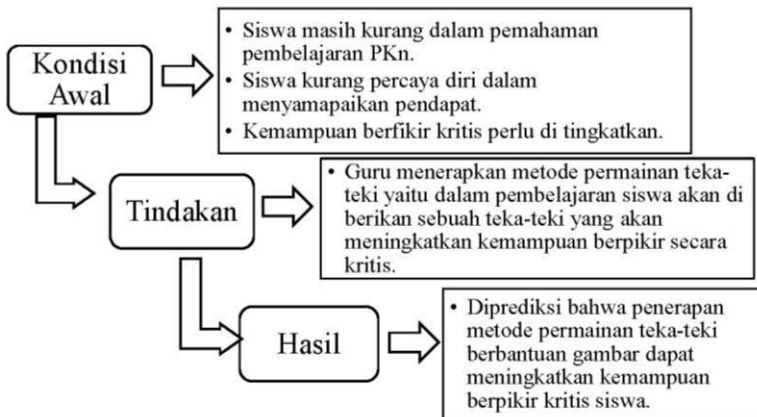 Kondisi
Awal
• Siswa masih kurang dalam pemahaman
pembelajaran PKn.
• Siswa kurang percaya diri dalam
menyamapaikan pendapat.
• Kemampuan berfikir kritis perlu di tingkatkan.
Tindakan
• Guru menerapkan metode permainan teka-
teki yaitu dalam pembelajaran siswa akan di
berikan sebuah teka-teki yang akan
meningkatkan kemampuan berpikir secara
kritis.
Hasil
• Diprediksi bahwa penerapan
metode permainan teka-teki
berbantuan gambar dapat
meningkatkan kemampuan
berpikir kritis siswa.